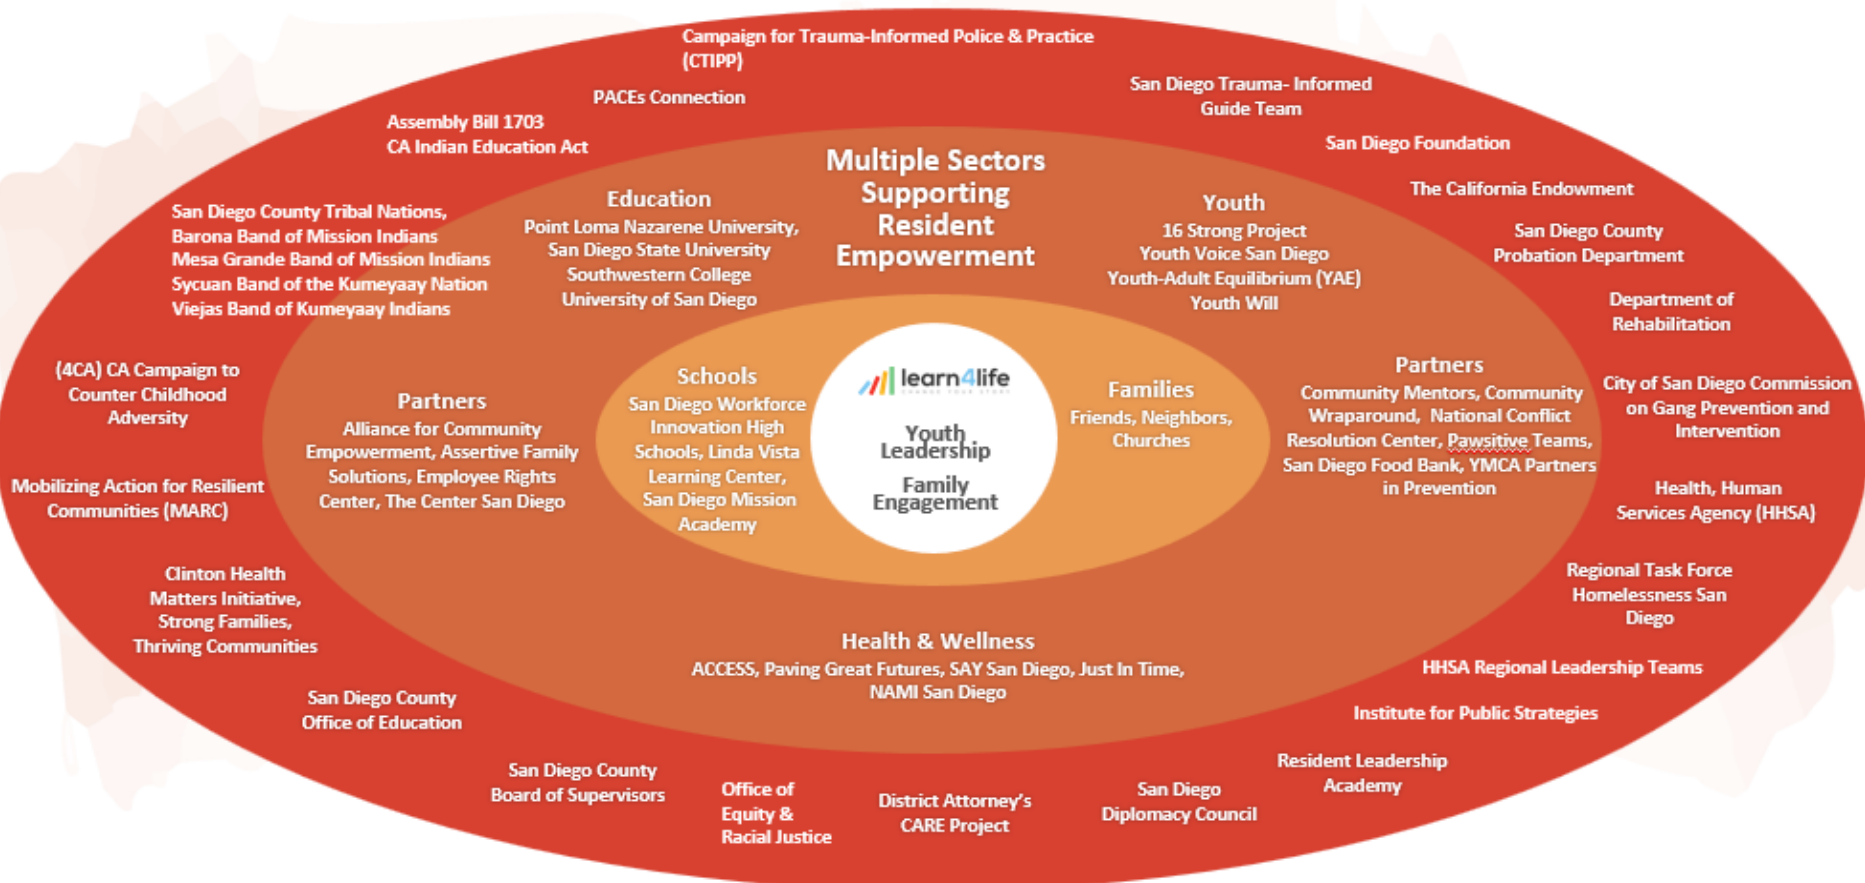 Campaign for Trauma-Informed Police & Practice
(CTIPP)
PACEs Connection
San Diego Trauma- Informed
Guide Team
Assembly Bill 1703
CA Indian Education Act
San Diego Foundation
The California Endowment
San Diego County Tribal Nations,
Barona Band of Mission Indians
Mesa Grande Band of Mission Indians
Sycuan Band of the Kumeyaay Nation
Viejas Band of Kumeyaay Indians
San Diego County
Probation Department
Department of
Rehabilitation
Multiple Sectors
Supporting
Resident
Empowerment
Education
Point Loma Nazarene University,
San Diego State University
Southwestern College
University of San Diego
Youth
16 Strong Project
Youth Voice San Diego
Youth-Adult Equilibrium (YAE)
Youth Will
(4CA) CA Campaign to
Counter Childhood
Adversity
Partners
Alliance for Community
Empowerment, Assertive Family
Solutions, Employee Rights
Center, The Center San Diego
Schools
San Diego Workforce
Innovation High
Schools, Linda Vista
Learning Center,
San Diego Mission
Academy
learn4life
CHANGE YOUR STORY
Youth
Leadership
Family
Engagement
Families
Friends, Neighbors,
Churches
Partners
Community Mentors, Community
Wraparound, National Conflict
Resolution Center, Pawsitive Teams,
San Diego Food Bank, YMCA Partners
in Prevention
City of San Diego Commission
on Gang Prevention and
Intervention
Mobilizing Action for Resilient
Communities (MARC)
Health, Human
Services Agency (HHSA)
Clinton Health
Matters Initiative,
Strong Families,
Thriving Communities
Regional Task Force
Homelessness San
Diego
Health & Wellness
ACCESS, Paving Great Futures, SAY San Diego, Just In Time,
NAMI San Diego
HHSA Regional Leadership Teams
San Diego County
Office of Education
Institute for Public Strategies
San Diego County
Board of Supervisors
Office of
Equity &
Racial Justice
District Attorney's
CARE Project
San Diego
Diplomacy Council
Resident Leadership
Academy